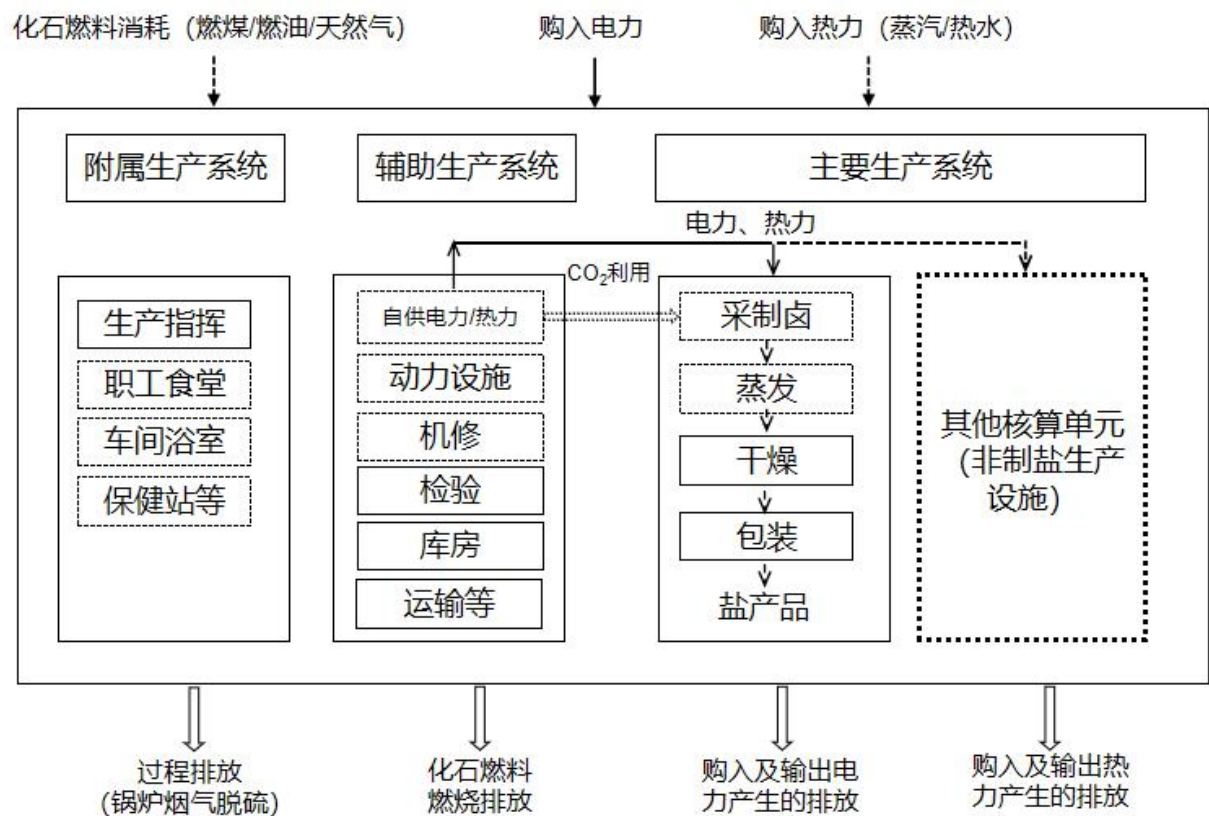 化石燃料消耗（燃煤/燃油/天然气）
购入电力
购入热力（蒸汽/热水）
附属生产系统
辅助生产系统
主要生产系统
电力、热力
CO₂利用
生产指挥
职工食堂
车间浴室
保健站等
自供电力/热力
动力设施
机修
检验
库房
运输等
采制卤
蒸发
干燥
包装
盐产品
其他核算单元
（非制盐生产
设施）
过程排放
(锅炉烟气脱硫)
化石燃料
燃烧排放
购入及输出电
力产生的排放
购入及输出热
力产生的排放